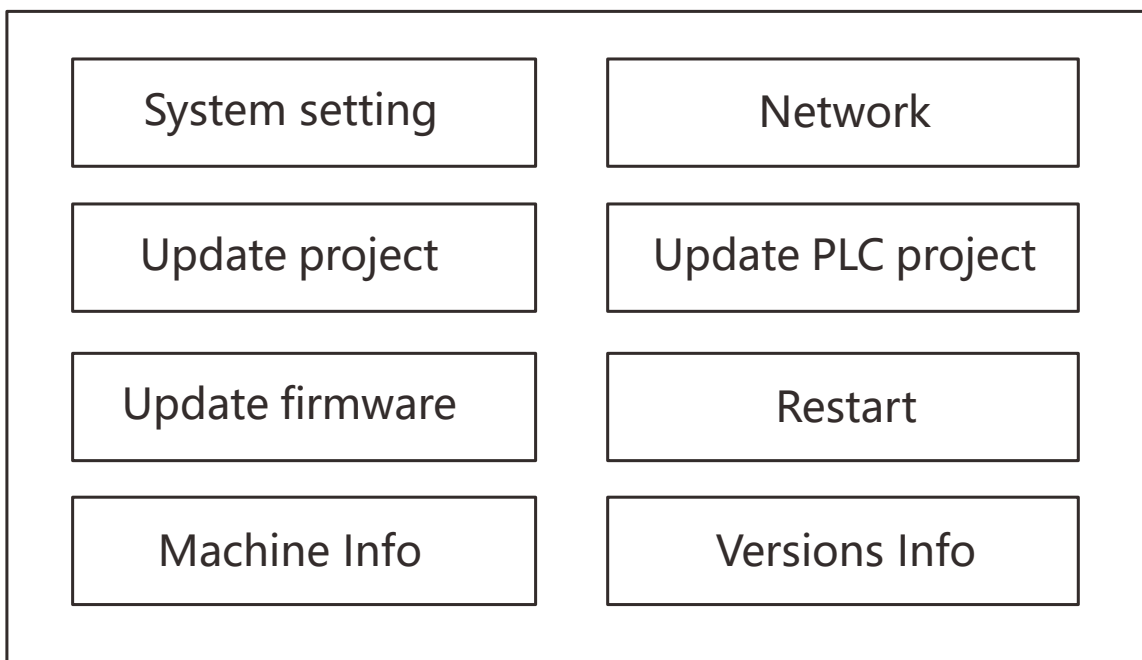 System setting
Network
Update project
Update PLC project
Update firmware
Restart
Machine Info
Versions Info